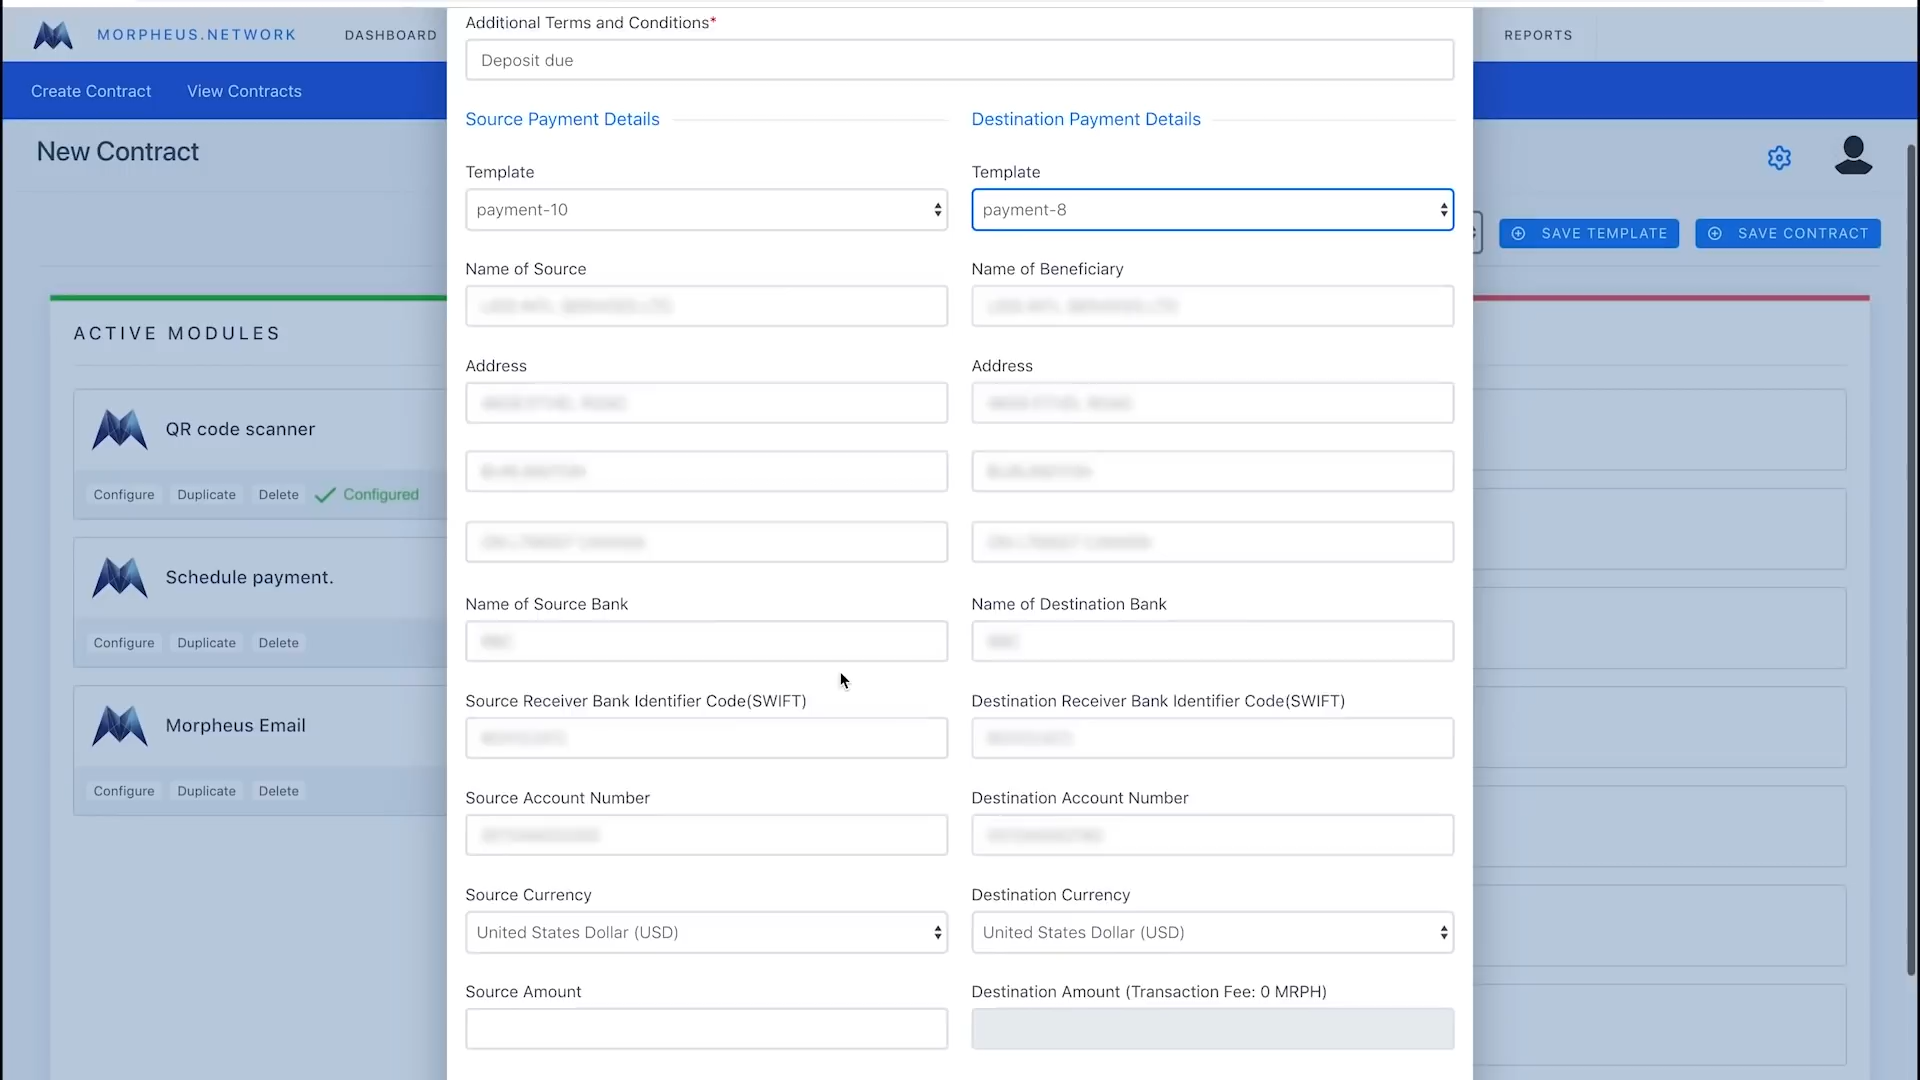 Additional Terms and Conditions*
MORPHEUS.NETWORK
DASHBOARD
REPORTS
Deposit due
Create Contract
View Contracts
Source Payment Details
Destination Payment Details
New Contract
Template
Template
payment-10
payment-8
SAVE TEMPLATE
SAVE CONTRACT
Name of Source
Name of Beneficiary
ACTIVE MODULES
Address
Address
QR code scanner
Configure
Duplicate
Delete
Configured
Schedule payment.
Name of Source Bank
Name of Destination Bank
Configure
Duplicate
Delete
Source Receiver Bank Identifier Code(SWIFT)
Destination Receiver Bank Identifier Code(SWIFT)
Morpheus Email
Configure
Duplicate
Delete
Source Account Number
Destination Account Number
Source Currency
Destination Currency
United States Dollar (USD)
United States Dollar (USD)
Source Amount
Destination Amount (Transaction Fee: 0 MRPH)